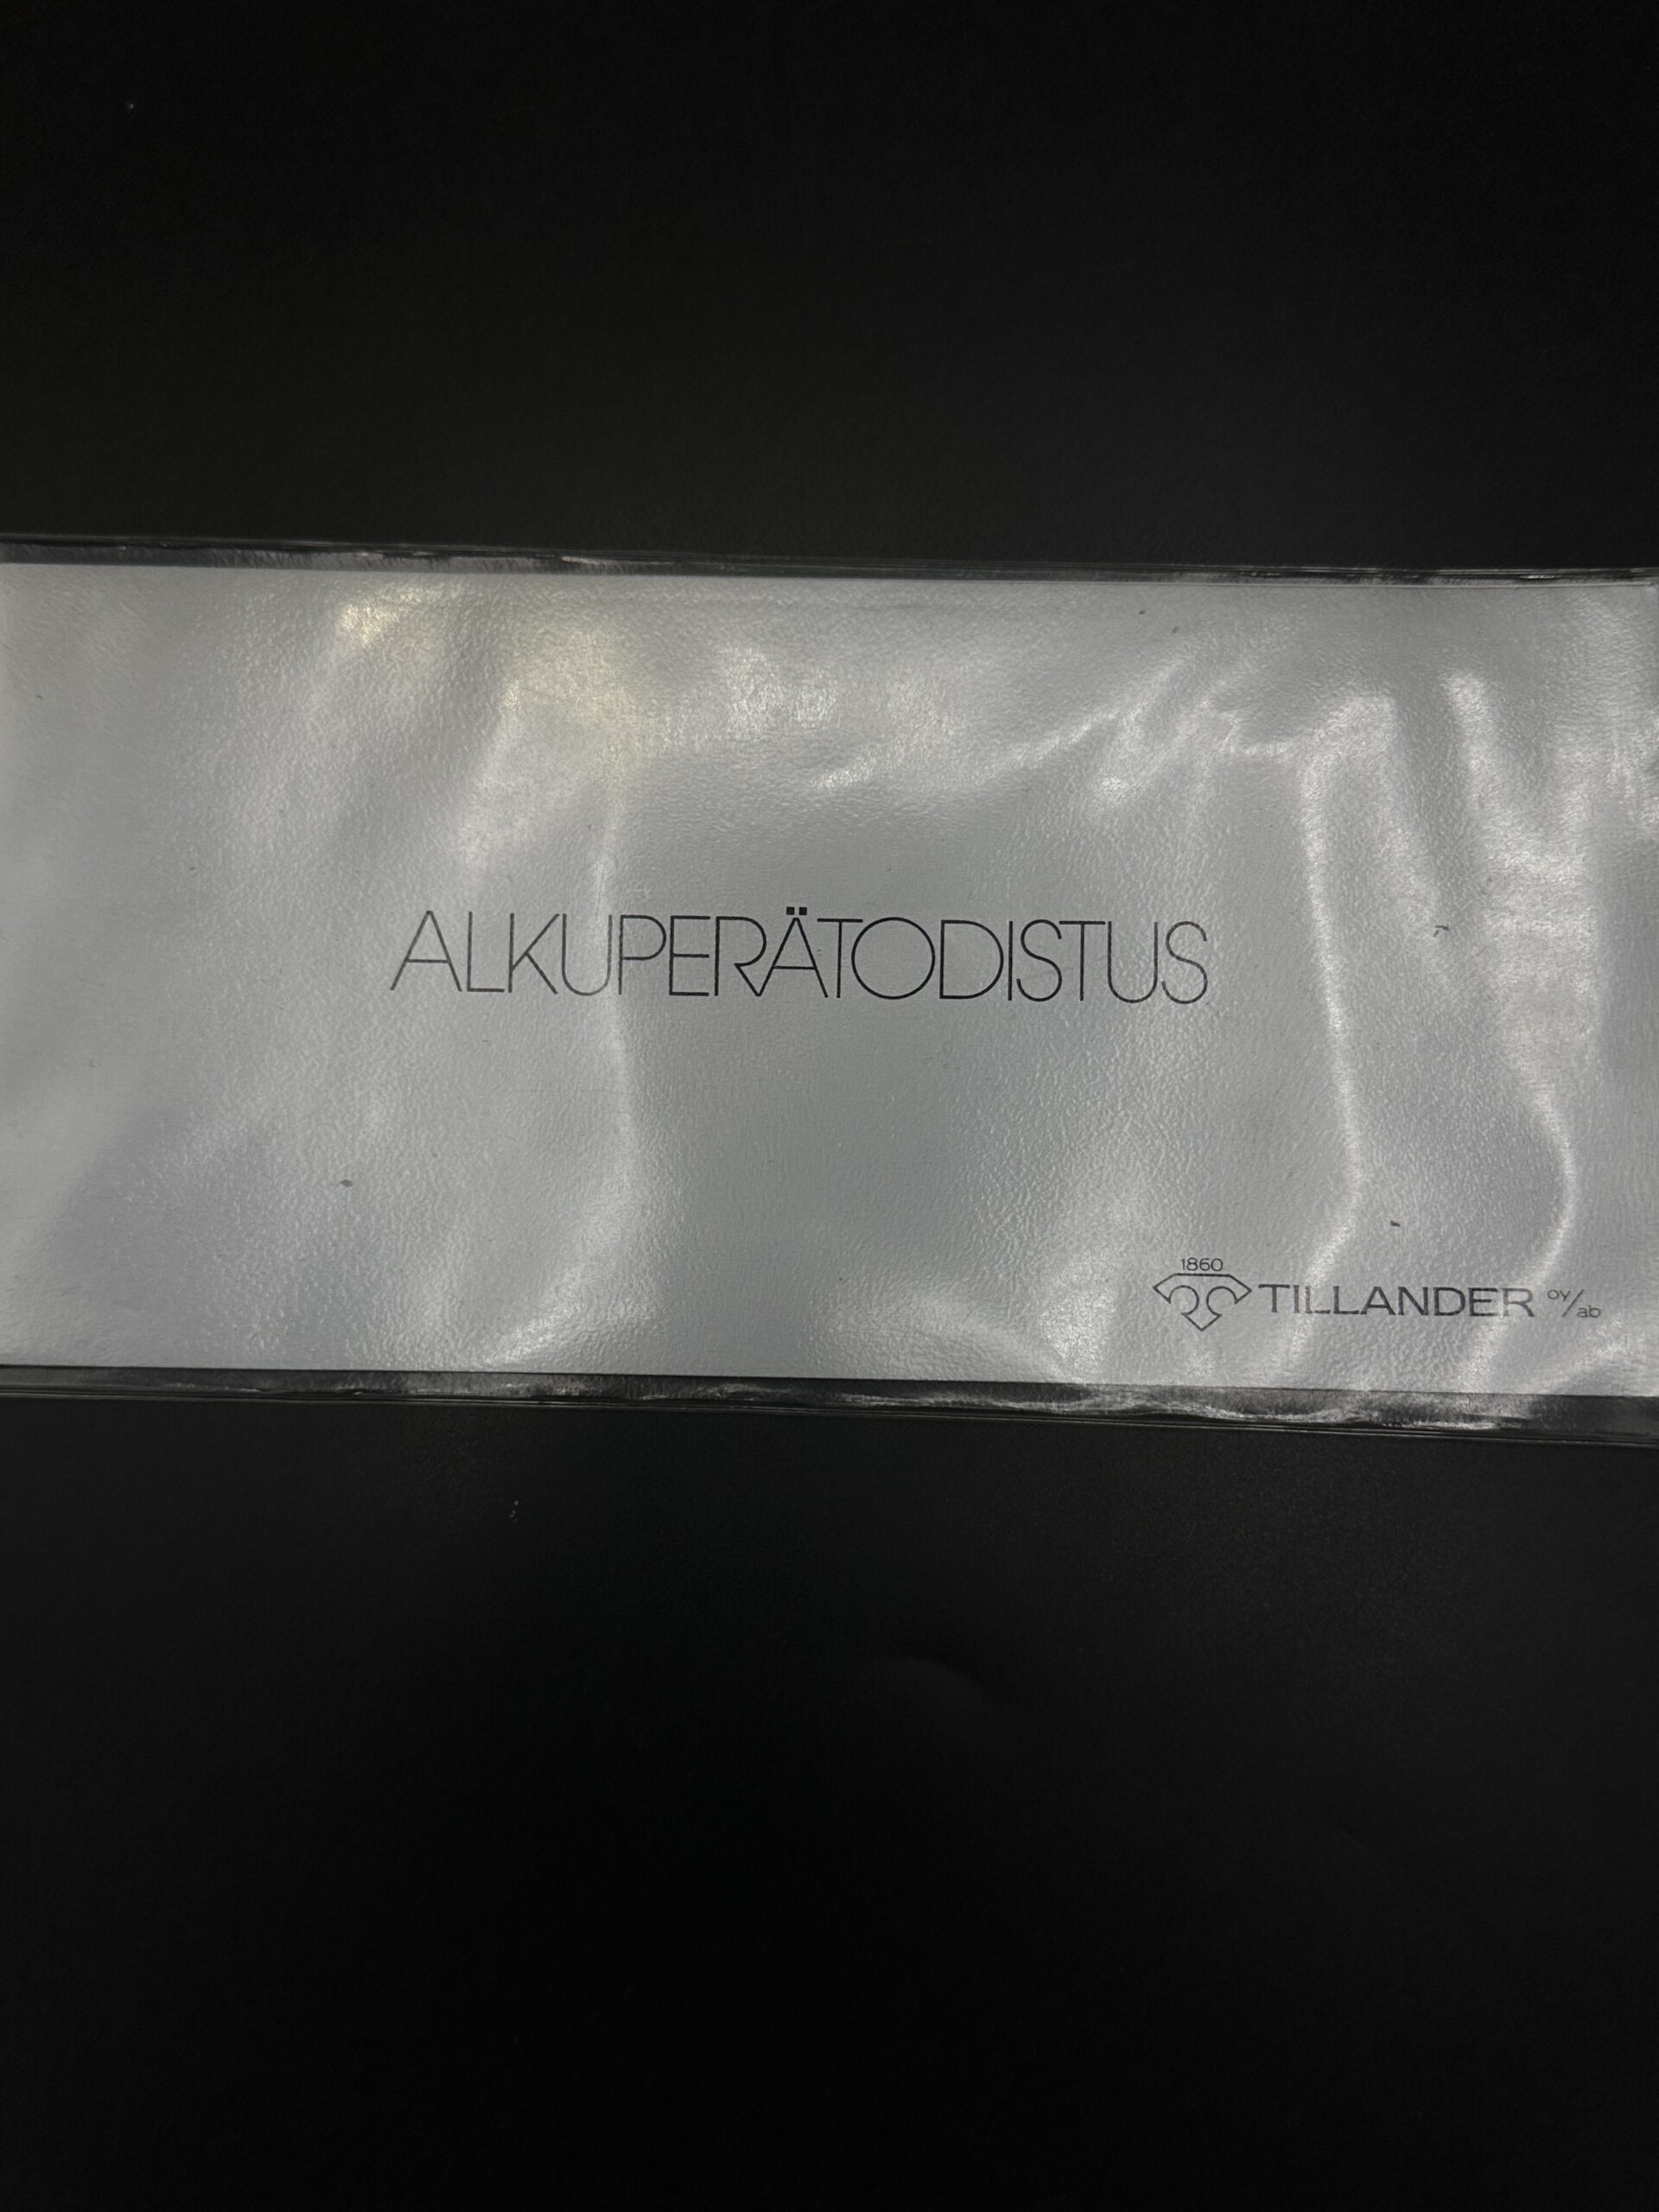 ALKUPERÄTODISTUS
1860
TILLANDER oy/ab